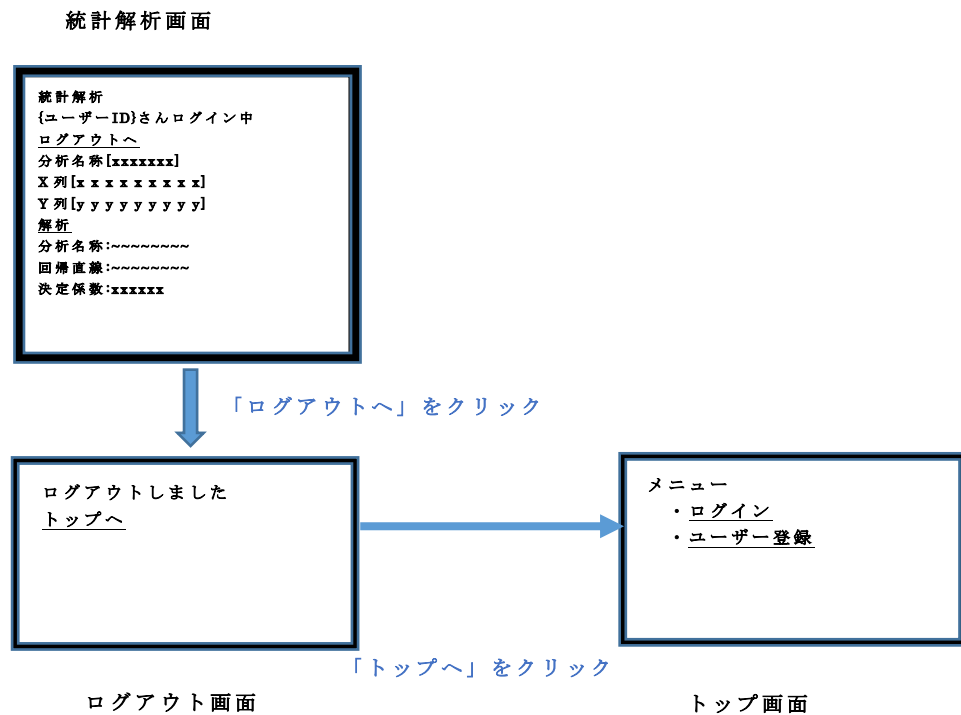 統計解析画面
統計解析
{ユーザーID}さんログイン中
ログアウトへ
分析名称[xxxxxxx]
X 列[x x x x x x x x x]
Y 列[y y y y y y y y y]
解析
分析名称:~~~~~~~~
回帰直線:~~~~~~~~
決定係数:xxxxxx
「ログアウトへ」をクリック
ログアウトしました
トップへ
メニュー
・ログイン
・ユーザー登録
「トップへ」をクリック
ログアウト画面
トップ画面